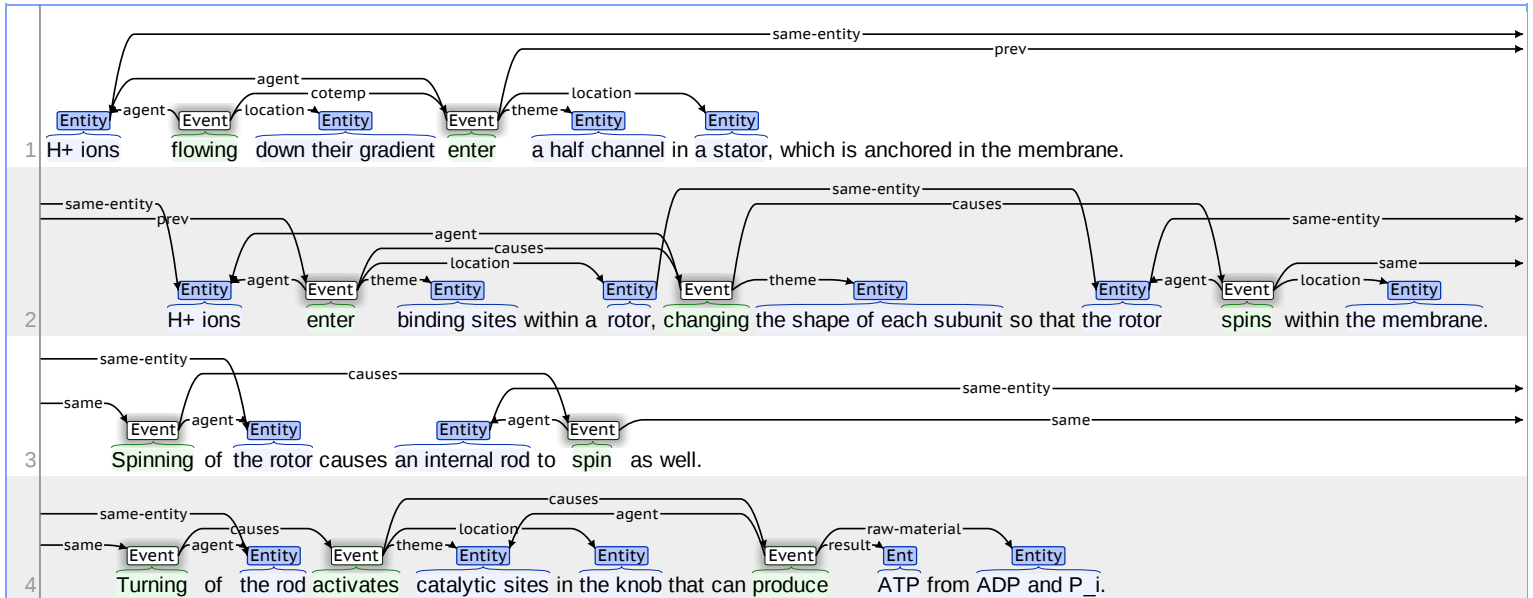 same-entity
prev
agent
cotemp location
Entity agent Event location Entity Event theme Entity Entity
1 H+ ions flowing down their gradient enter a half channel in a stator, which is anchored in the membrane.
same-entity
same-entity causes
prev same-entity
agent
causes
location same
Entity agent Event theme Entity Entity Event theme Entity Entity agent Event location Entity
2 H+ ions enter binding sites within a rotor, changing the shape of each subunit so that the rotor spins within the membrane.
same-entity
causes
same-entity
same
Event agent Entity Entity agent Event same
3 Spinning of the rotor causes an internal rod to spin as well.
causes
same-entity agent
causes location raw-material
same Event agent Entity Event theme Entity Entity Event result Ent Entity
4 Turning of the rod activates catalytic sites in the knob that can produce ATP from ADP and P_i.